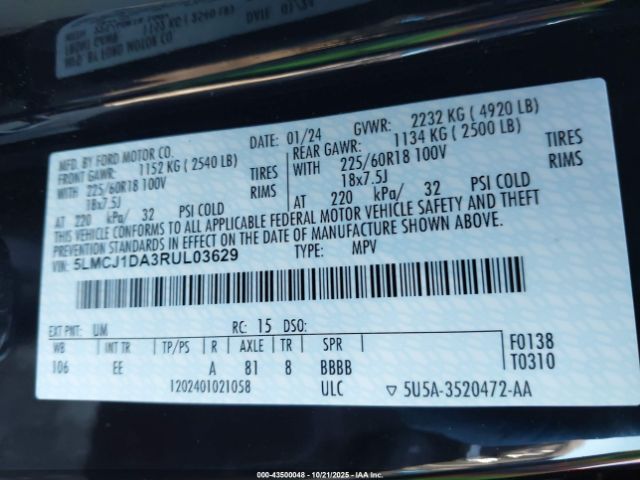 MFD. BY FORD MOTOR CO.
DATE: 01/24
GVWR: 2232 KG ( 4920 LB)
FRONT GAWR: 1152 KG ( 2540 LB)
REAR GAWR: 1134 KG ( 2500 LB)
WITH 225/60R18 100V TIRES
WITH 225/60R18 100V TIRES
18x7.5J RIMS
18x7.5J RIMS
AT 220 kPa/ 32 PSI COLD
AT 220 kPa/ 32 PSI COLD
THIS VEHICLE CONFORMS TO ALL APPLICABLE FEDERAL MOTOR VEHICLE SAFETY AND THEFT
PREVENTION STANDARDS IN EFFECT ON THE DATE OF MANUFACTURE SHOWN ABOVE.
VIN: 5LMCJ1DA3RUL03629
TYPE: MPV
EXT PNT: UM RC: 15 DSO:
WB INT TR TP/PS R AXLE TR SPR
F0138
106 EE A 81 8 BBBB
T0310
1202401021058 ULC
5U5A-3520472-AA
000-43500048 - 10/21/2025 - IAA Inc.